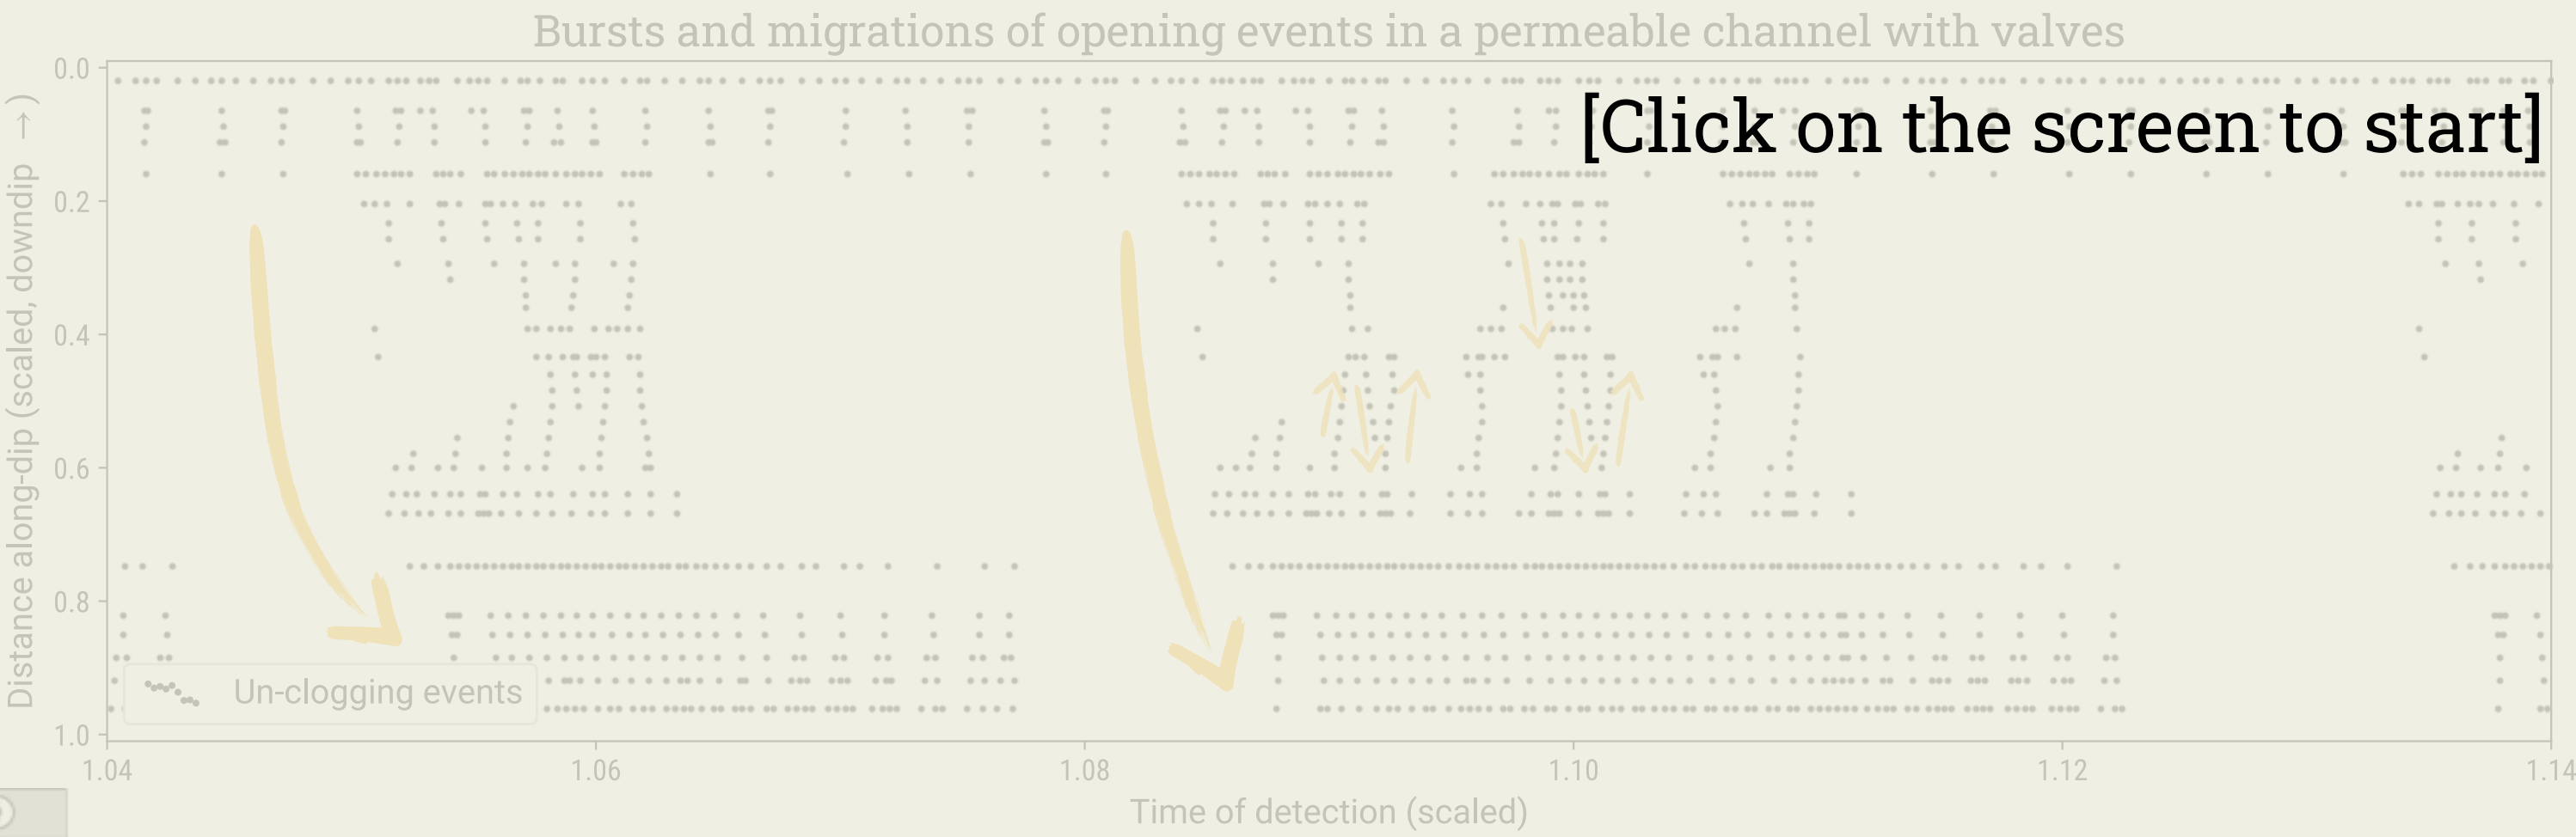 Bursts and migrations of opening events in a permeable channel with valves
[Click on the screen to start]
Distance along-dip (scaled, downdip →)
0.0
0.2
0.4
0.6
0.8
1.0
Un-clogging events
1.04 1.06 1.08 1.10 1.12 1.14
Time of detection (scaled)